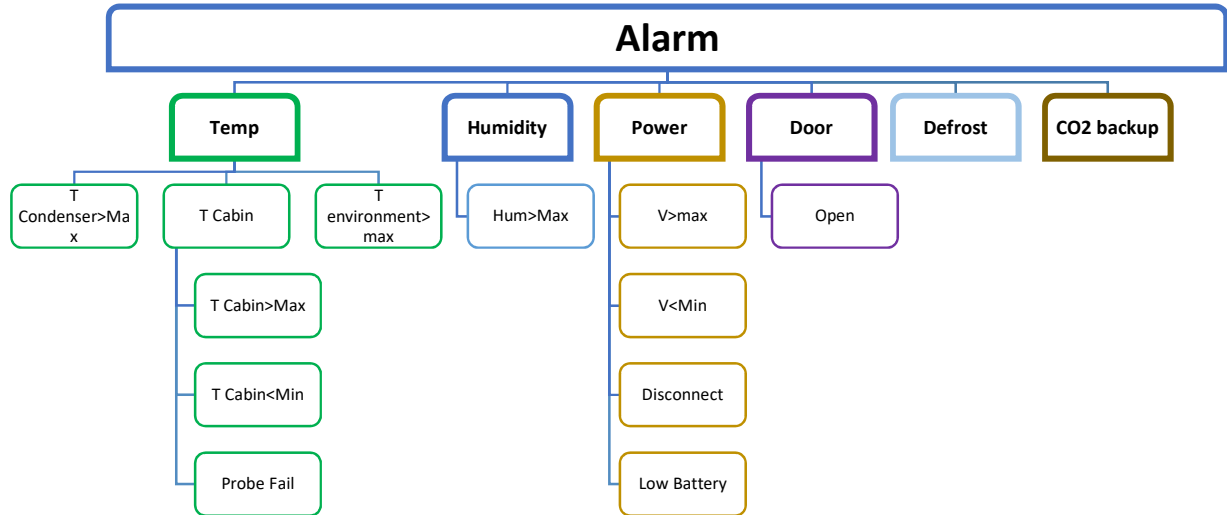 Alarm
Temp
Humidity
Power
Door
Defrost
CO2 backup
T
Condenser>Ma
x
T Cabin
T
environment>
max
Hum>Max
V>max
Open
T Cabin>Max
V<Min
T Cabin<Min
Disconnect
Probe Fail
Low Battery